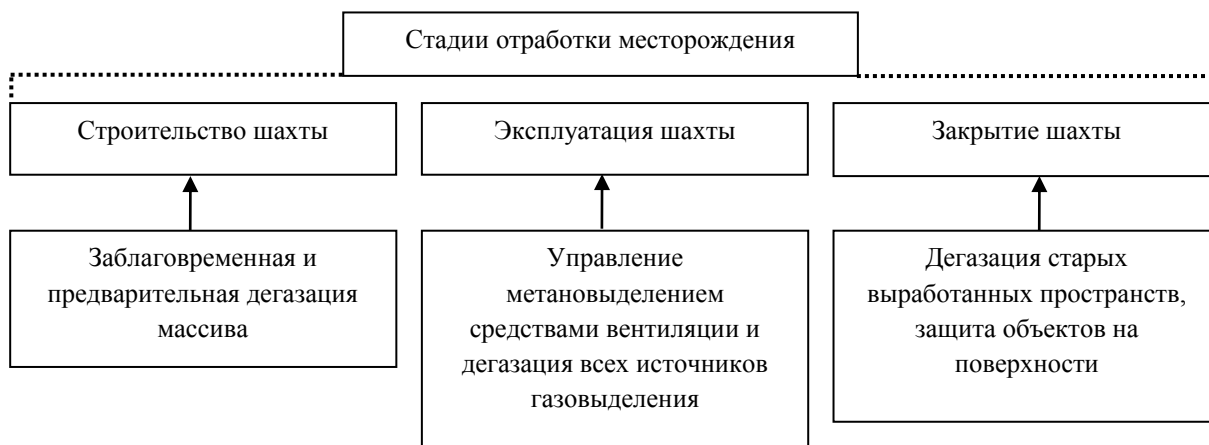 Стадии отработки месторождения
Строительство шахты
Эксплуатация шахты
Закрытие шахты
Заблаговременная и
предварительная дегазация
массива
Управление
метановыделением
средствами вентиляции и
дегазация всех источников
газовыделения
Дегазация старых
выработанных пространств,
защита объектов на
поверхности